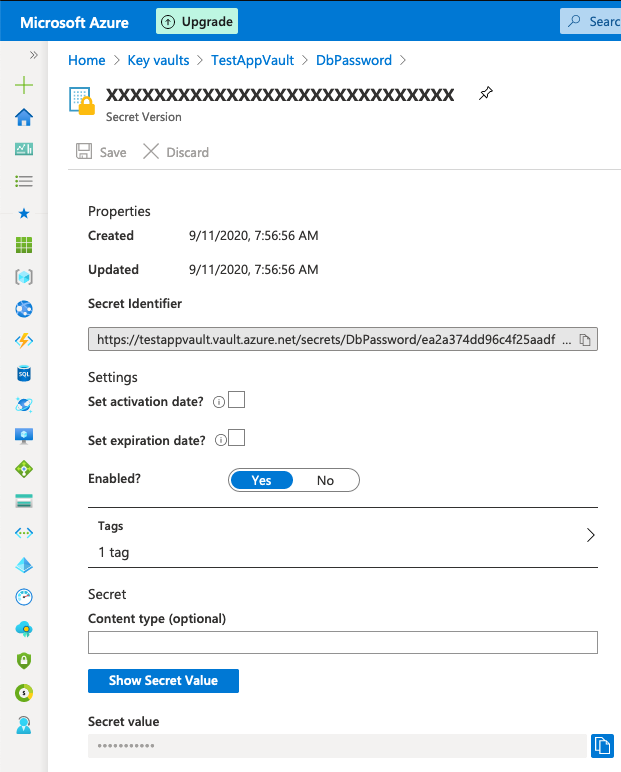 Microsoft Azure
Upgrade
Searc
Home > Key vaults > TestAppVault > DbPassword >
XXXXXXXXXXXXXXXXXXXXXXXXXXXXXX
Secret Version
Save
Discard
Properties
Created 9/11/2020, 7:56:56 AM
Updated 9/11/2020, 7:56:56 AM
Secret Identifier
https://testappvault.vault.azure.net/secrets/DbPassword/ea2a374dd96c4f25aadf ...
Settings
Set activation date?
Set expiration date?
Enabled? Yes No
Tags
1 tag
Secret
Content type (optional)
Show Secret Value
Secret value
•••••••••••